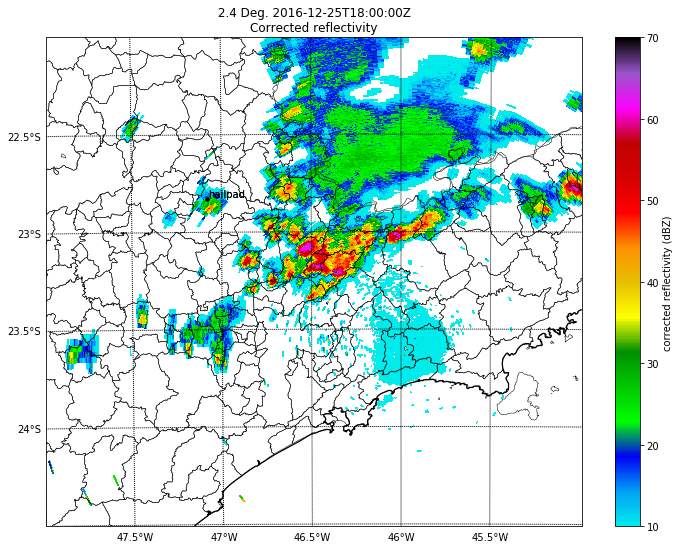 2.4 Deg. 2016-12-25T18:00:00Z
Corrected reflectivity
70
60
50
40
30
20
10
corrected reflectivity (dBZ)
22.5°S
23°S
23.5°S
24°S
hailpad
47.5°W
47°W
46.5°W
46°W
45.5°W